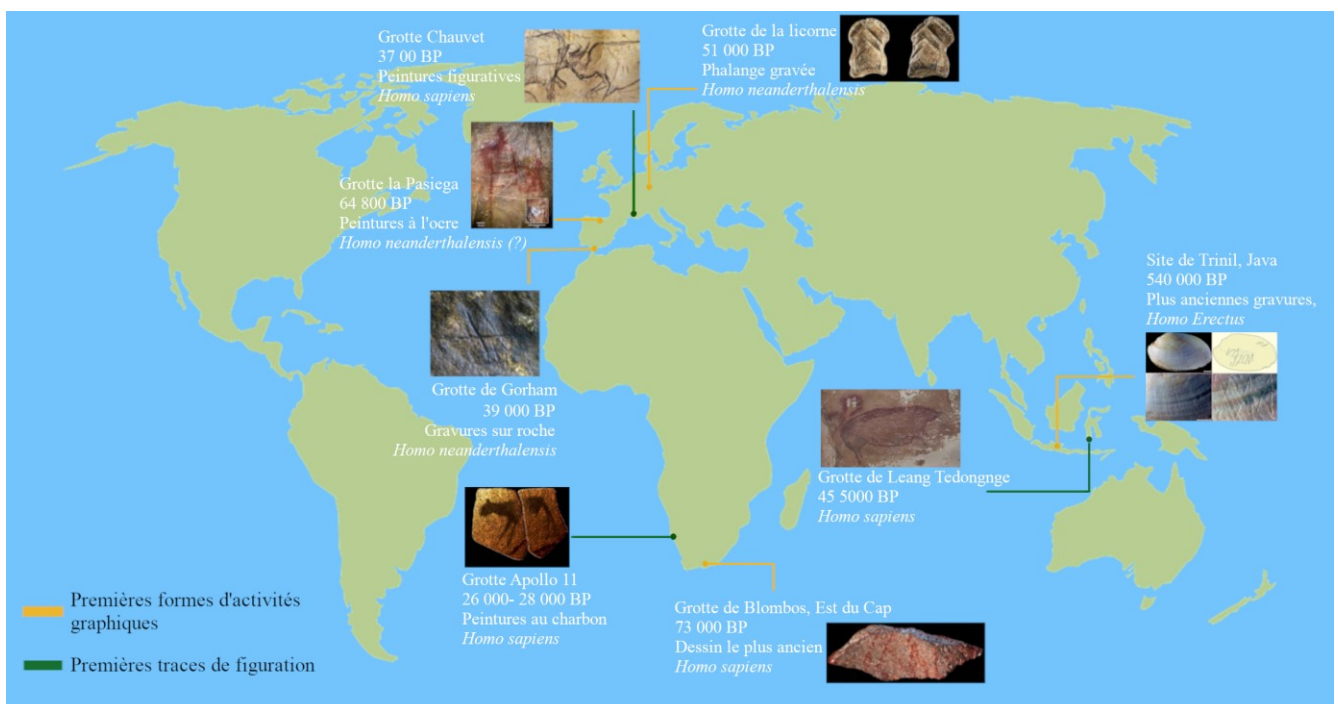 Grotte Chauvet
37 00 BP
Peintures figuratives
Homo sapiens
Grotte de la licorne
51 000 BP
Phalange gravée
Homo neanderthalensis
Grotte la Pasiega
64 800 BP
Peintures à l'ocre
Homo neanderthalensis (?)
Site de Trinil, Java
540 000 BP
Plus anciennes gravures,
Homo Erectus
Grotte de Gorham
39 000 BP
Gravures sur roche
Homo neanderthalensis
Grotte de Leang Tedongnge
45 5000 BP
Homo sapiens
Grotte Apollo 11
26 000- 28 000 BP
Peintures au charbon
Homo sapiens
Grotte de Blombos, Est du Cap
73 000 BP
Dessin le plus ancien
Homo sapiens
Premières formes d'activités
graphiques
Premières traces de figuration